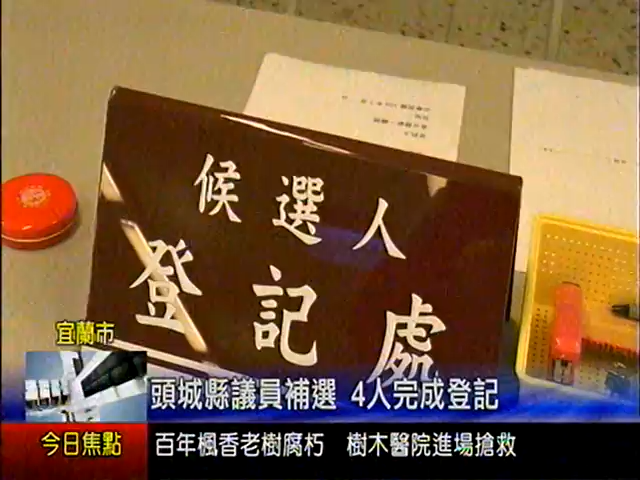 候選人
登記處
宜蘭市
頭城縣議員補選 4人完成登記
今日焦點
百年楓香老樹腐朽 樹木醫院進場搶救